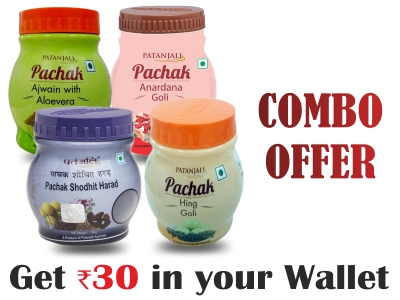 PATANJALI
Pachak
Ajwain with
Aloevera
PATANJALI
Pachak
Anardana
Goli
पतंजलि
पाचक शोधित हरड़
Pachak Shodhit Harad
PATANJALI
Pachak
Hing
Goli
COMBO
OFFER
Get ₹30 in your Wallet